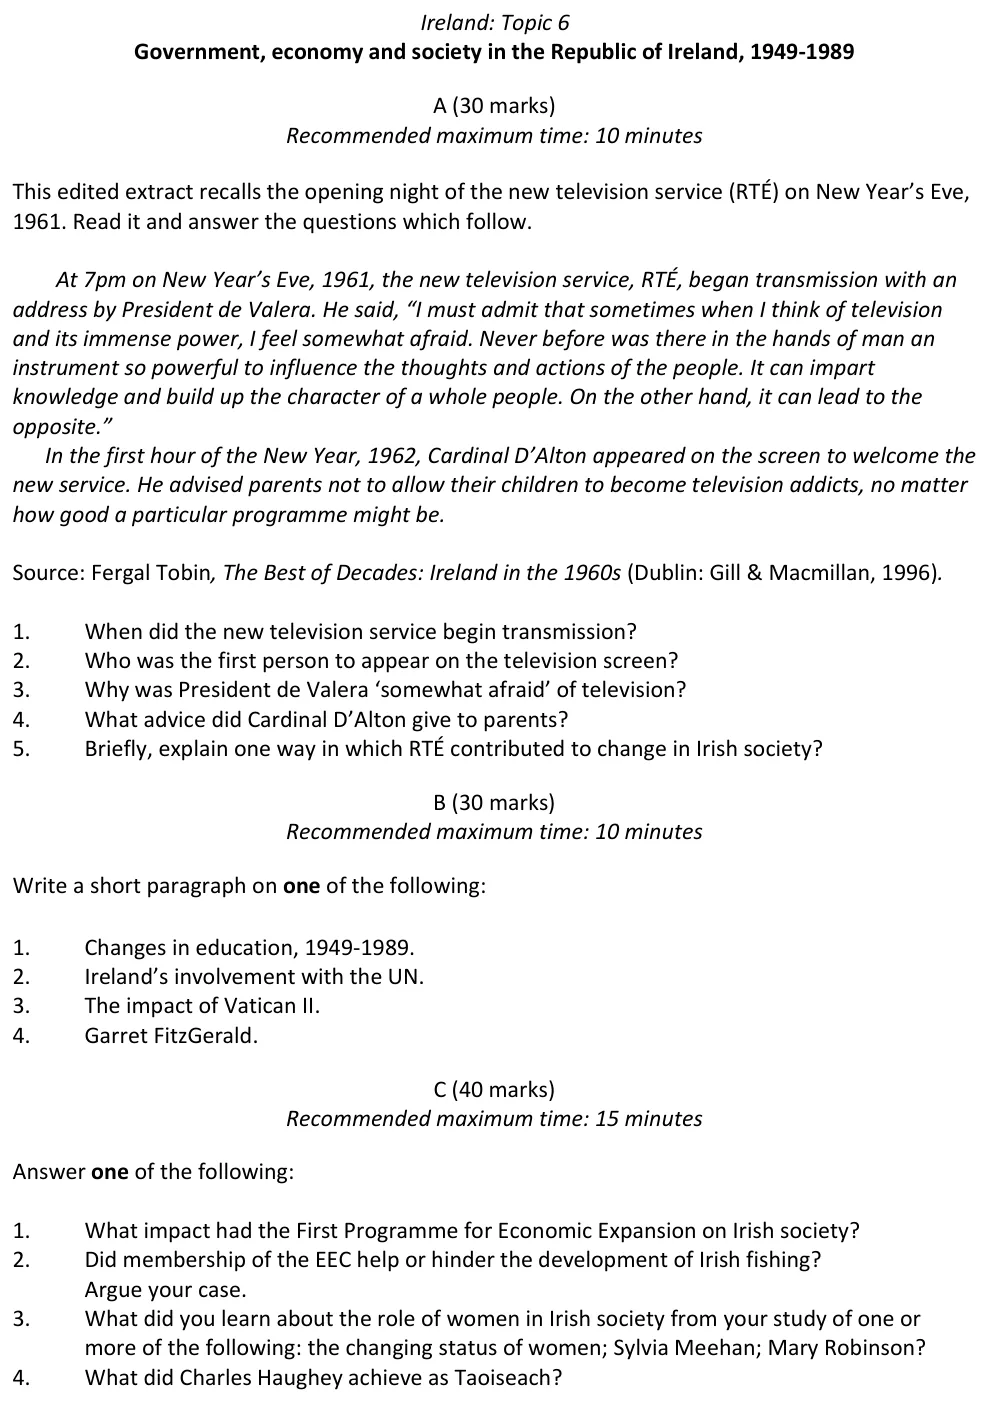 Ireland: Topic 6
Government, economy and society in the Republic of Ireland, 1949-1989
A (30 marks)
Recommended maximum time: 10 minutes
This edited extract recalls the opening night of the new television service (RTÉ) on New Year’s Eve,
1961. Read it and answer the questions which follow.
At 7pm on New Year’s Eve, 1961, the new television service, RTÉ, began transmission with an
address by President de Valera. He said, “I must admit that sometimes when I think of television
and its immense power, I feel somewhat afraid. Never before was there in the hands of man an
instrument so powerful to influence the thoughts and actions of the people. It can impart
knowledge and build up the character of a whole people. On the other hand, it can lead to the
opposite.”
In the first hour of the New Year, 1962, Cardinal D’Alton appeared on the screen to welcome the
new service. He advised parents not to allow their children to become television addicts, no matter
how good a particular programme might be.
Source: Fergal Tobin, The Best of Decades: Ireland in the 1960s (Dublin: Gill & Macmillan, 1996).
1. When did the new television service begin transmission?
2. Who was the first person to appear on the television screen?
3. Why was President de Valera ‘somewhat afraid’ of television?
4. What advice did Cardinal D’Alton give to parents?
5. Briefly, explain one way in which RTÉ contributed to change in Irish society?
B (30 marks)
Recommended maximum time: 10 minutes
Write a short paragraph on one of the following:
1. Changes in education, 1949-1989.
2. Ireland’s involvement with the UN.
3. The impact of Vatican II.
4. Garret FitzGerald.
C (40 marks)
Recommended maximum time: 15 minutes
Answer one of the following:
1. What impact had the First Programme for Economic Expansion on Irish society?
2. Did membership of the EEC help or hinder the development of Irish fishing?
Argue your case.
3. What did you learn about the role of women in Irish society from your study of one or
more of the following: the changing status of women; Sylvia Meehan; Mary Robinson?
4. What did Charles Haughey achieve as Taoiseach?